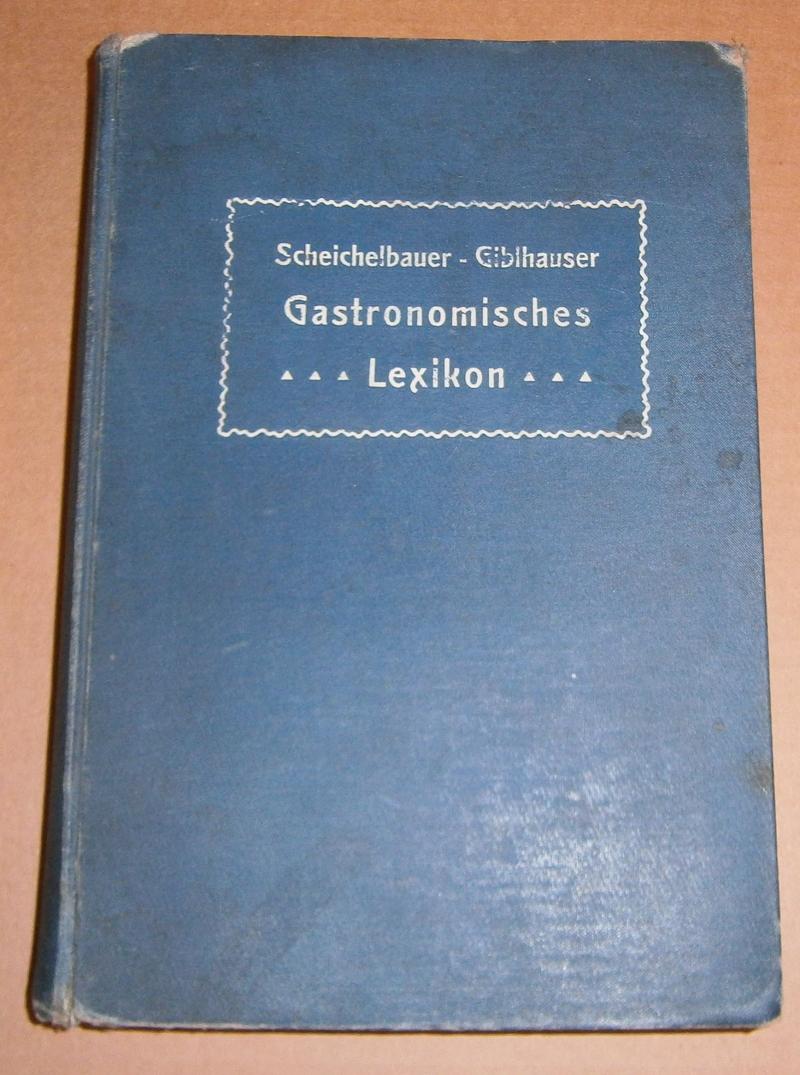 Scheichelbauer - Giblhauser
Gastronomisches
▲ ▲ ▲ Lexikon ▲ ▲ ▲